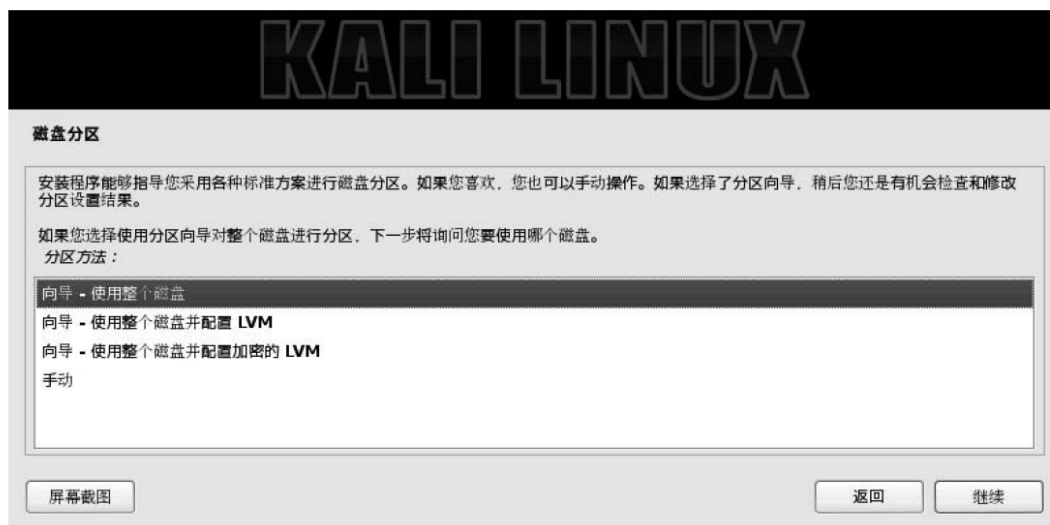 KALI LINUX
磁盘分区
安装程序能够指导您采用各种标准方案进行磁盘分区。如果您喜欢，您也可以手动操作。如果选择了分区向导，稍后您还是有机会检查和修改
分区设置结果。
如果您选择使用分区向导对整个磁盘进行分区，下一步将询问您要使用哪个磁盘。
分区方法：
向导 - 使用整个磁盘
向导 - 使用整个磁盘并配置 LVM
向导 - 使用整个磁盘并配置加密的 LVM
手动
屏幕截图
返回
继续